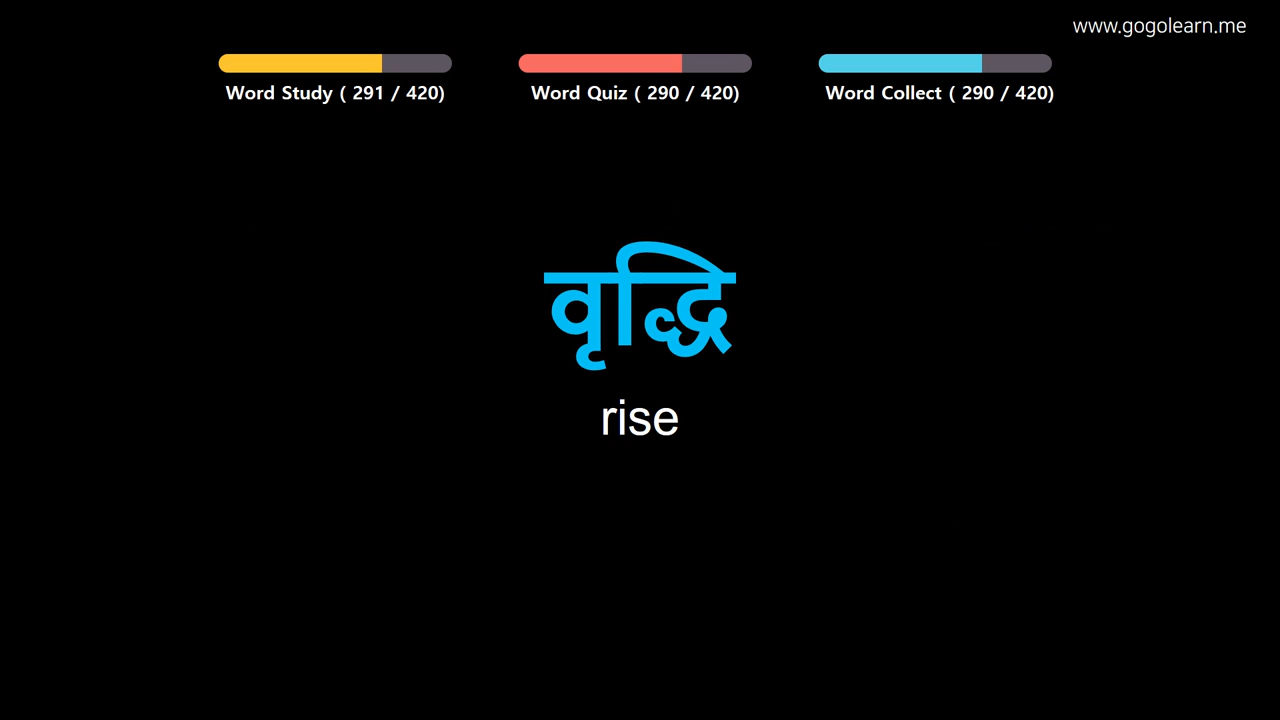 www.gogolearn.me
Word Study ( 291 / 420)
Word Quiz ( 290 / 420)
Word Collect ( 290 / 420)
वृद्धि
rise